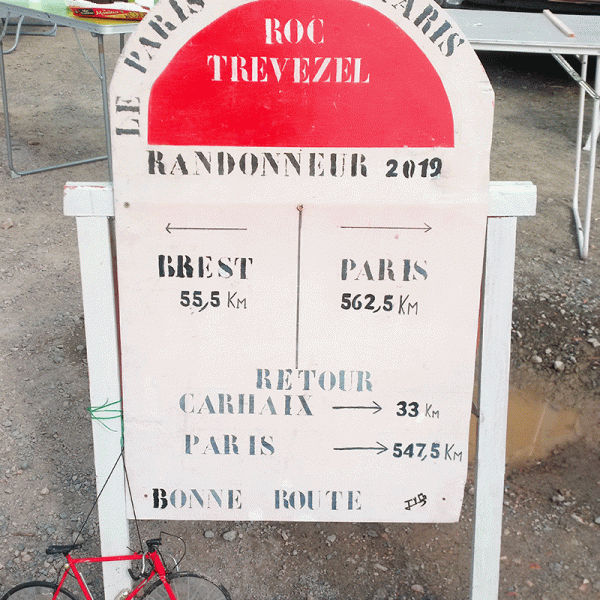 LE PARIS PARIS
ROC
TREVEZEL
RANDONNEUR 2019
BREST PARIS
55,5 KM 562,5 KM
RETOUR
CARHAIX 33 KM
PARIS 547,5 KM
BONNE ROUTE